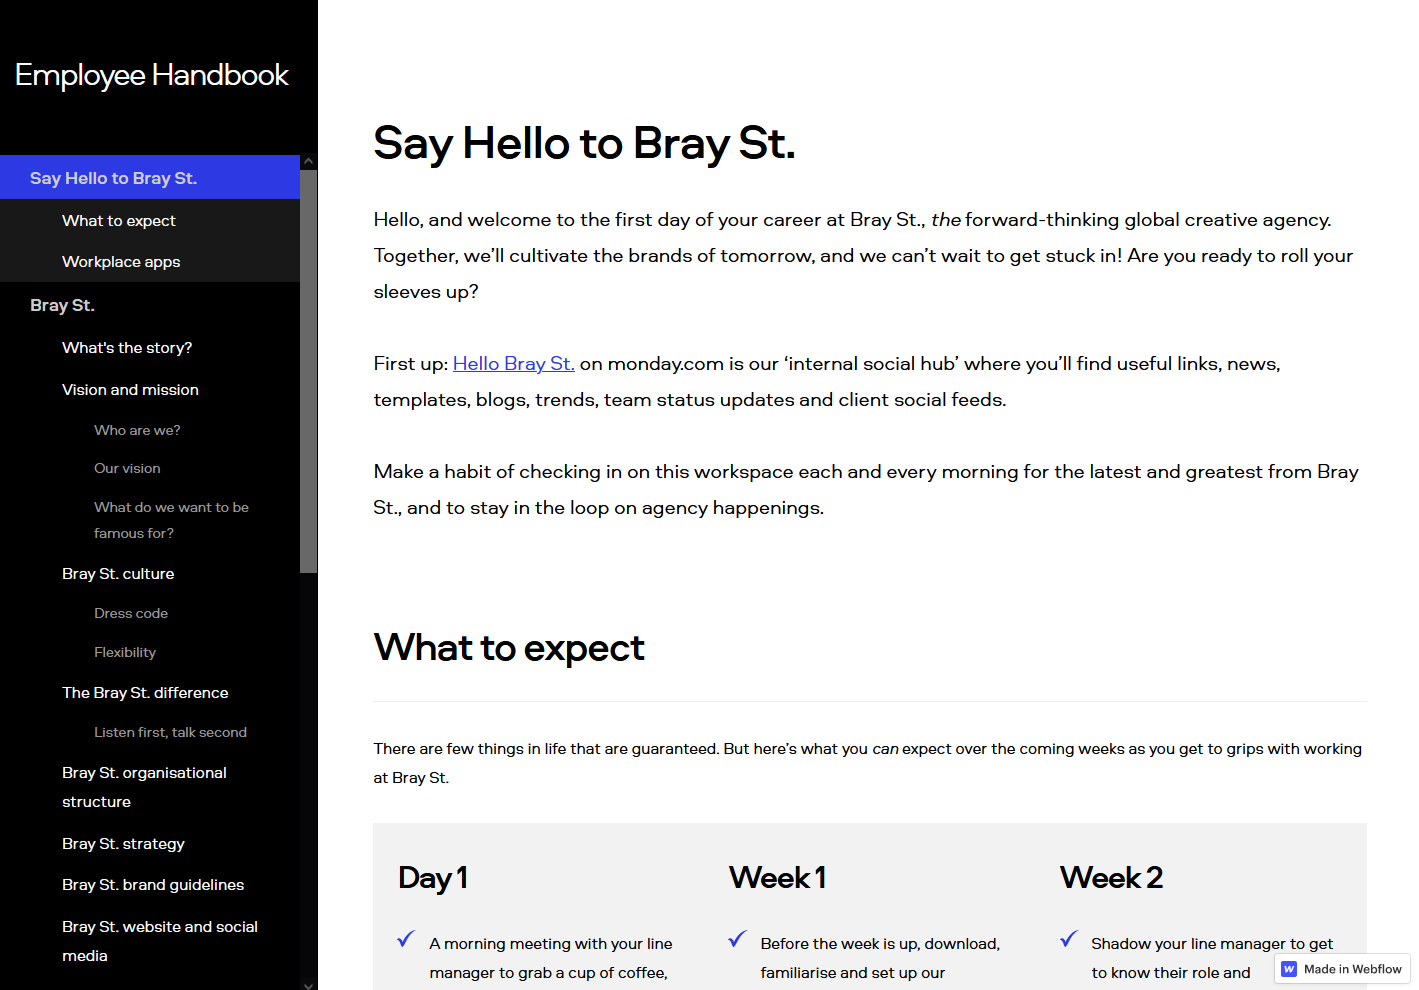 Employee Handbook
Say Hello to Bray St.
What to expect
Workplace apps
Bray St.
What's the story?
Vision and mission
Who are we?
Our vision
What do we want to be
famous for?
Bray St. culture
Dress code
Flexibility
The Bray St. difference
Listen first, talk second
Bray St. organisational
structure
Bray St. strategy
Bray St. brand guidelines
Bray St. website and social
media
Say Hello to Bray St.
Hello, and welcome to the first day of your career at Bray St., the forward-thinking global creative agency.
Together, we’ll cultivate the brands of tomorrow, and we can’t wait to get stuck in! Are you ready to roll your
sleeves up?
First up: Hello Bray St. on monday.com is our ‘internal social hub’ where you’ll find useful links, news,
templates, blogs, trends, team status updates and client social feeds.
Make a habit of checking in on this workspace each and every morning for the latest and greatest from Bray
St., and to stay in the loop on agency happenings.
What to expect
There are few things in life that are guaranteed. But here’s what you can expect over the coming weeks as you get to grips with working
at Bray St.
Day 1
A morning meeting with your line
manager to grab a cup of coffee,
Week 1
Before the week is up, download,
familiarise and set up our
Week 2
Shadow your line manager to get
to know their role and
Made in Webflow